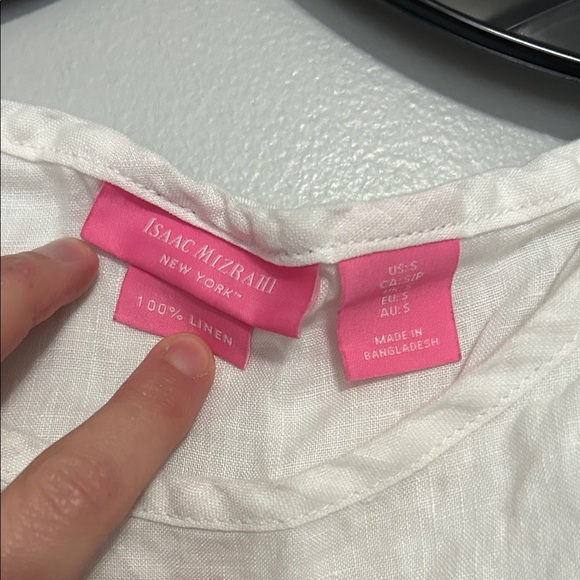 ISAAC MIZRAHI
NEW YORK™
100% LINEN
US:S
CA:S/P
EU:S
AU:S
MADE IN
BANGLADESH